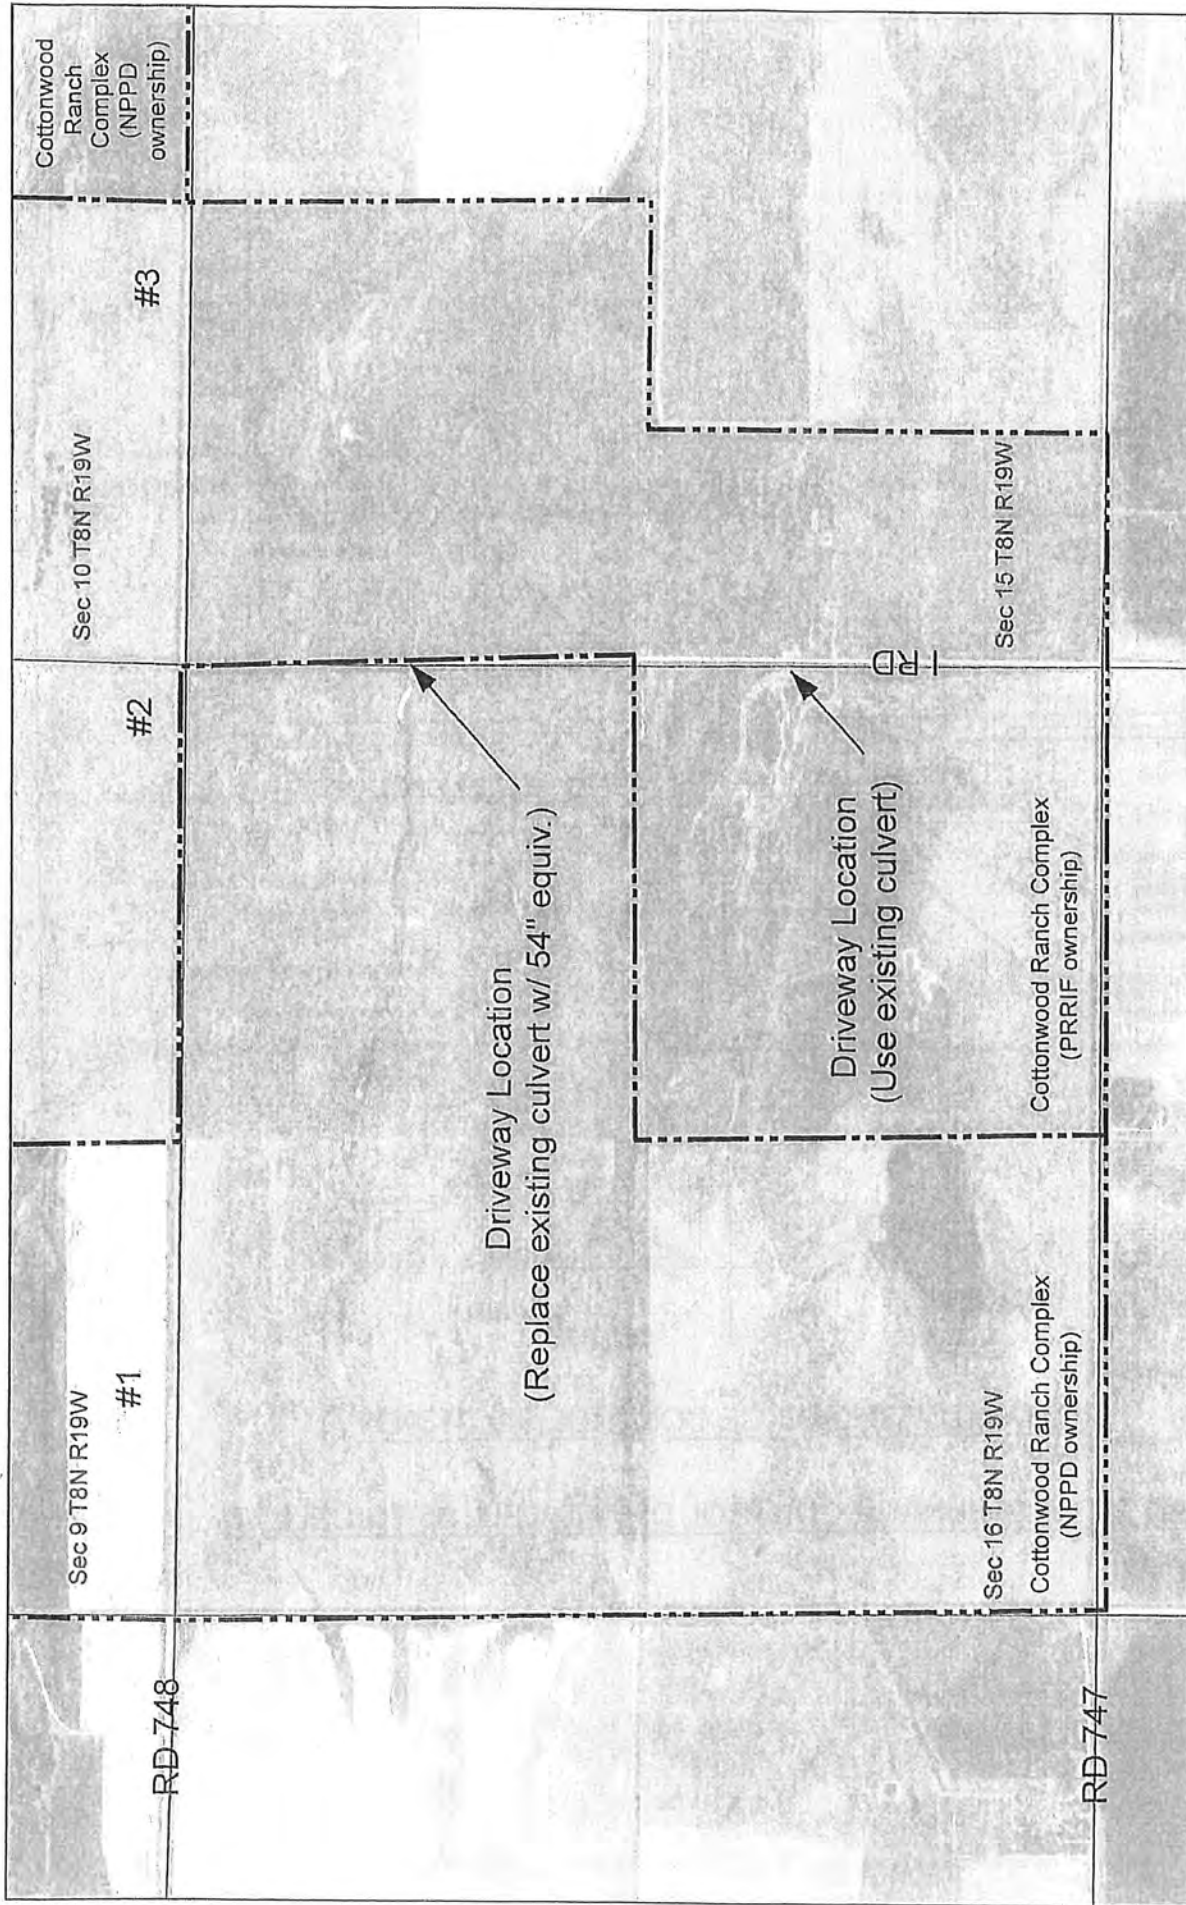 Cottonwood
Ranch
Complex
(NPPD
ownership)
Sec 9 T8N R19W
Sec 10 T8N R19W
#1
#2
#3
RD 748
Driveway Location
(Replace existing culvert w/ 54" equiv.)
Driveway Location
(Use existing culvert)
I RD
Sec 16 T8N R19W
Sec 15 T8N R19W
Cottonwood Ranch Complex
(NPPD ownership)
Cottonwood Ranch Complex
(PRRIF ownership)
RD 747